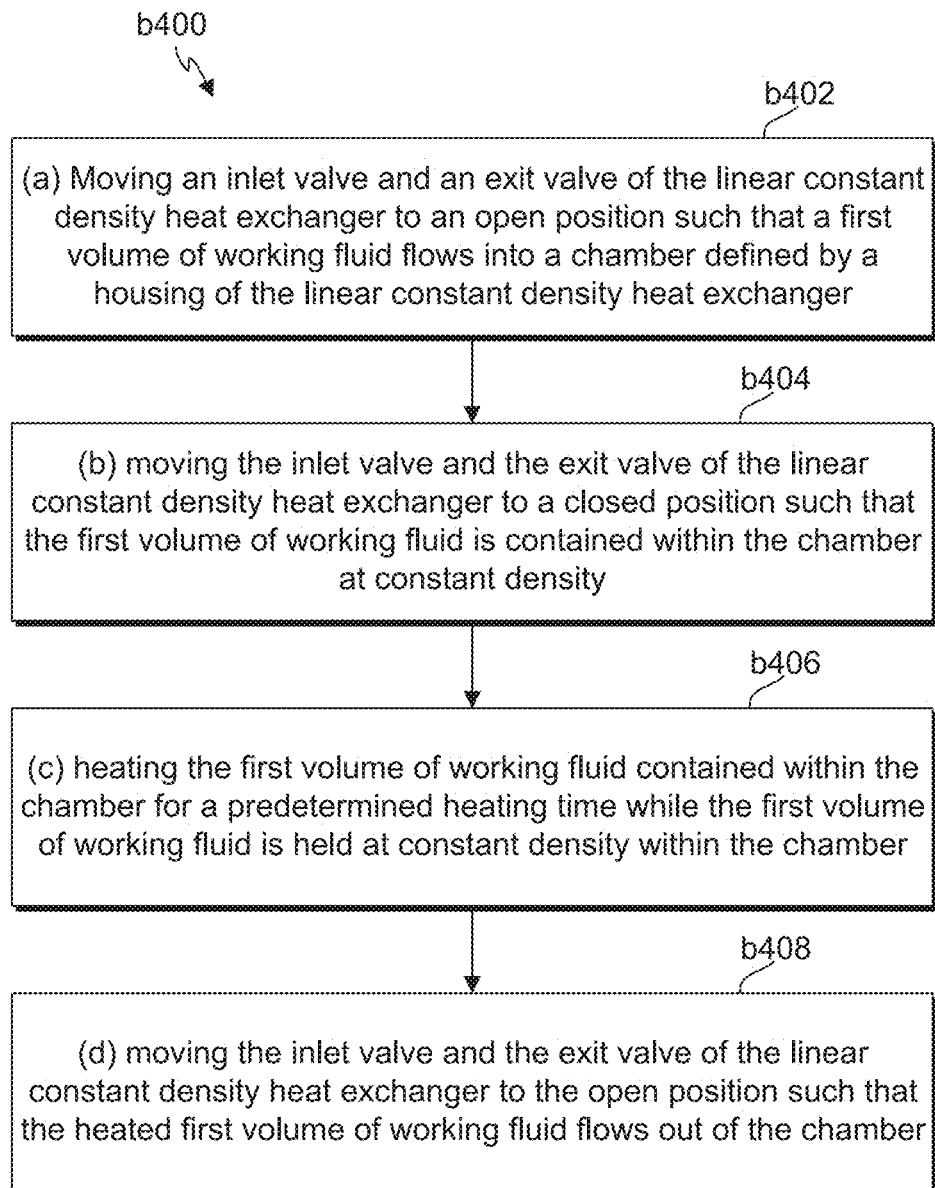 b400
b402
(a) Moving an inlet valve and an exit valve of the linear constant
density heat exchanger to an open position such that a first
volume of working fluid flows into a chamber defined by a
housing of the linear constant density heat exchanger
b404
(b) moving the inlet valve and the exit valve of the linear
constant density heat exchanger to a closed position such that
the first volume of working fluid is contained within the chamber
at constant density
b406
(c) heating the first volume of working fluid contained within the
chamber for a predetermined heating time while the first volume
of working fluid is held at constant density within the chamber
b408
(d) moving the inlet valve and the exit valve of the linear
constant density heat exchanger to the open position such that
the heated first volume of working fluid flows out of the chamber